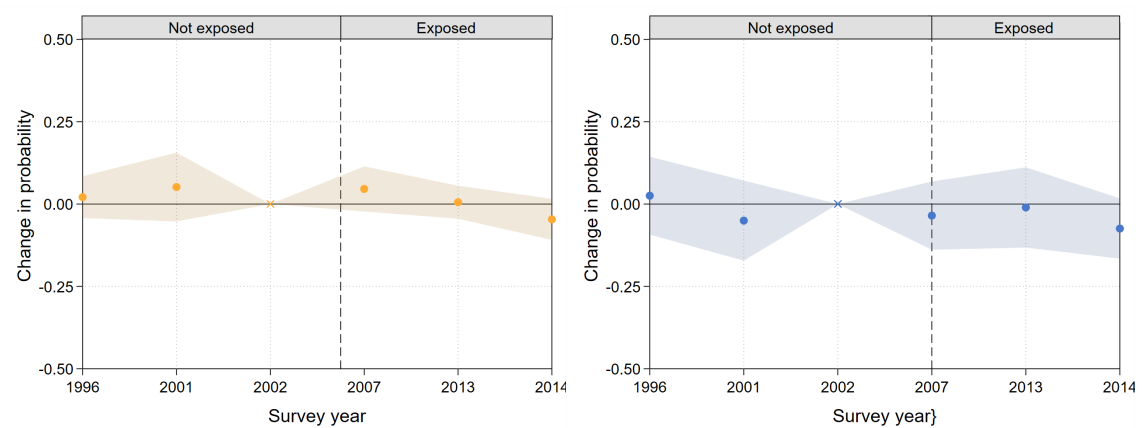 Not exposed Exposed
0.50
0.25
0.00
-0.25
-0.50
Change in probability
1996 2001 2002 2007 2013 2014
Survey year
Not exposed Exposed
0.50
0.25
0.00
-0.25
-0.50
Change in probability
1996 2001 2002 2007 2013 2014
Survey year}